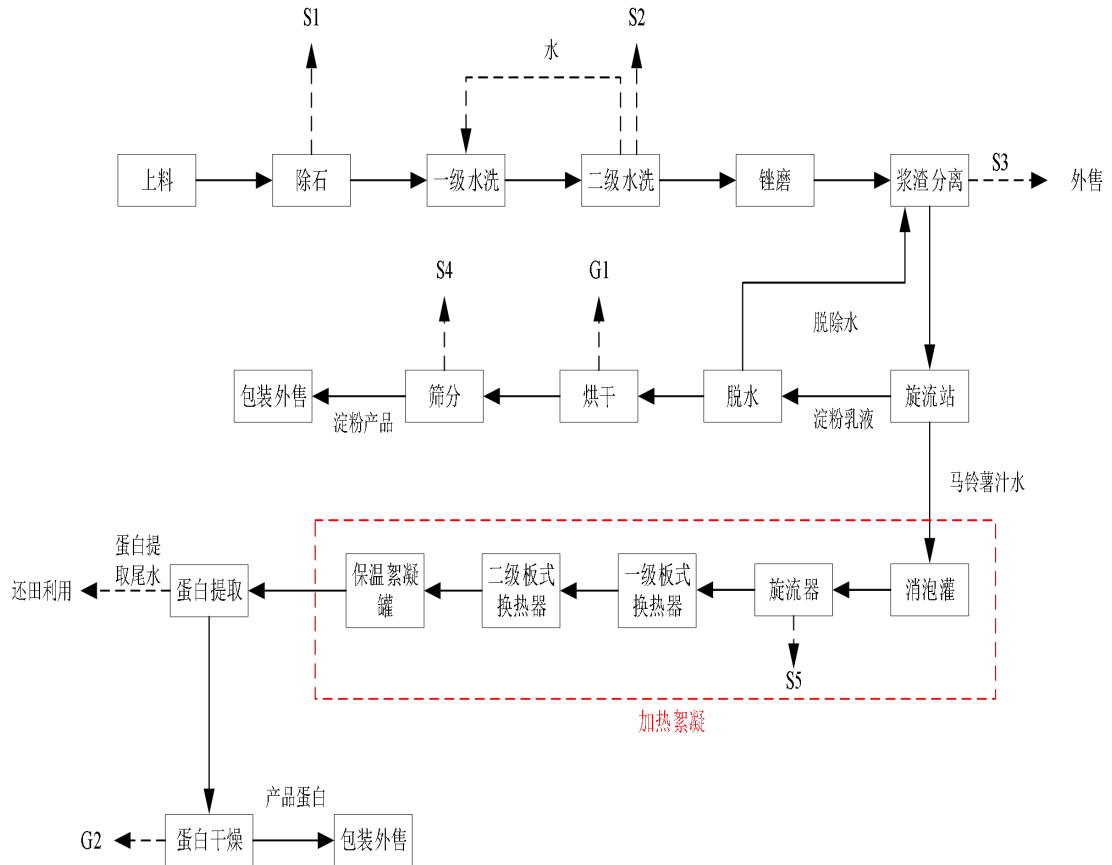 S1
S2
水
上料
除石
一级水洗
二级水洗
锉磨
浆渣分离
S3
外售
S4
G1
脱除水
包装外售
筛分
烘干
脱水
旋流站
淀粉产品
淀粉乳液
马铃薯汁水
蛋白提
取尾水
还田利用
蛋白提取
保温絮凝
罐
二级板式
换热器
一级板式
换热器
旋流器
消泡灌
S5
加热絮凝
产品蛋白
G2
蛋白干燥
包装外售